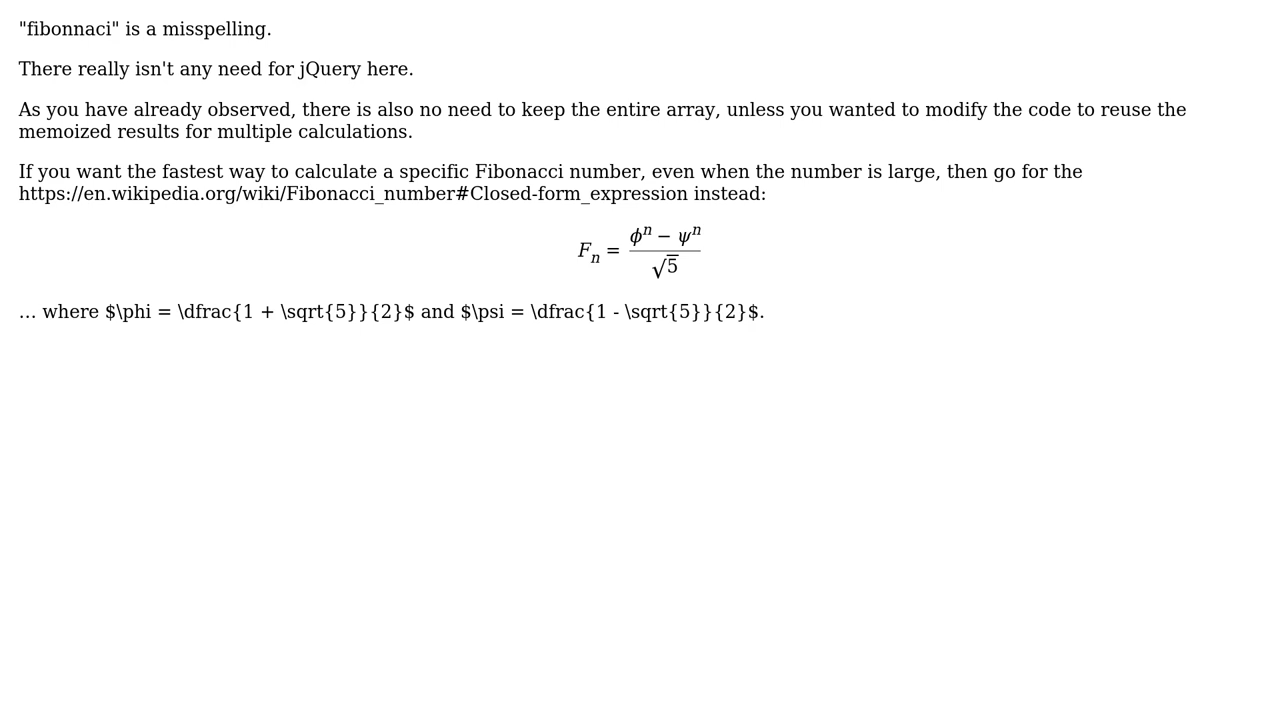 "fibonnaci" is a misspelling.
There really isn't any need for jQuery here.
As you have already observed, there is also no need to keep the entire array, unless you wanted to modify the code to reuse the
memoized results for multiple calculations.
If you want the fastest way to calculate a specific Fibonacci number, even when the number is large, then go for the
https://en.wikipedia.org/wiki/Fibonacci_number#Closed-form_expression instead:
$$F_n = \frac{\phi^n - \psi^n}{\sqrt{5}}$$
… where $\phi = \dfrac{1 + \sqrt{5}}{2}$ and $\psi = \dfrac{1 - \sqrt{5}}{2}$.